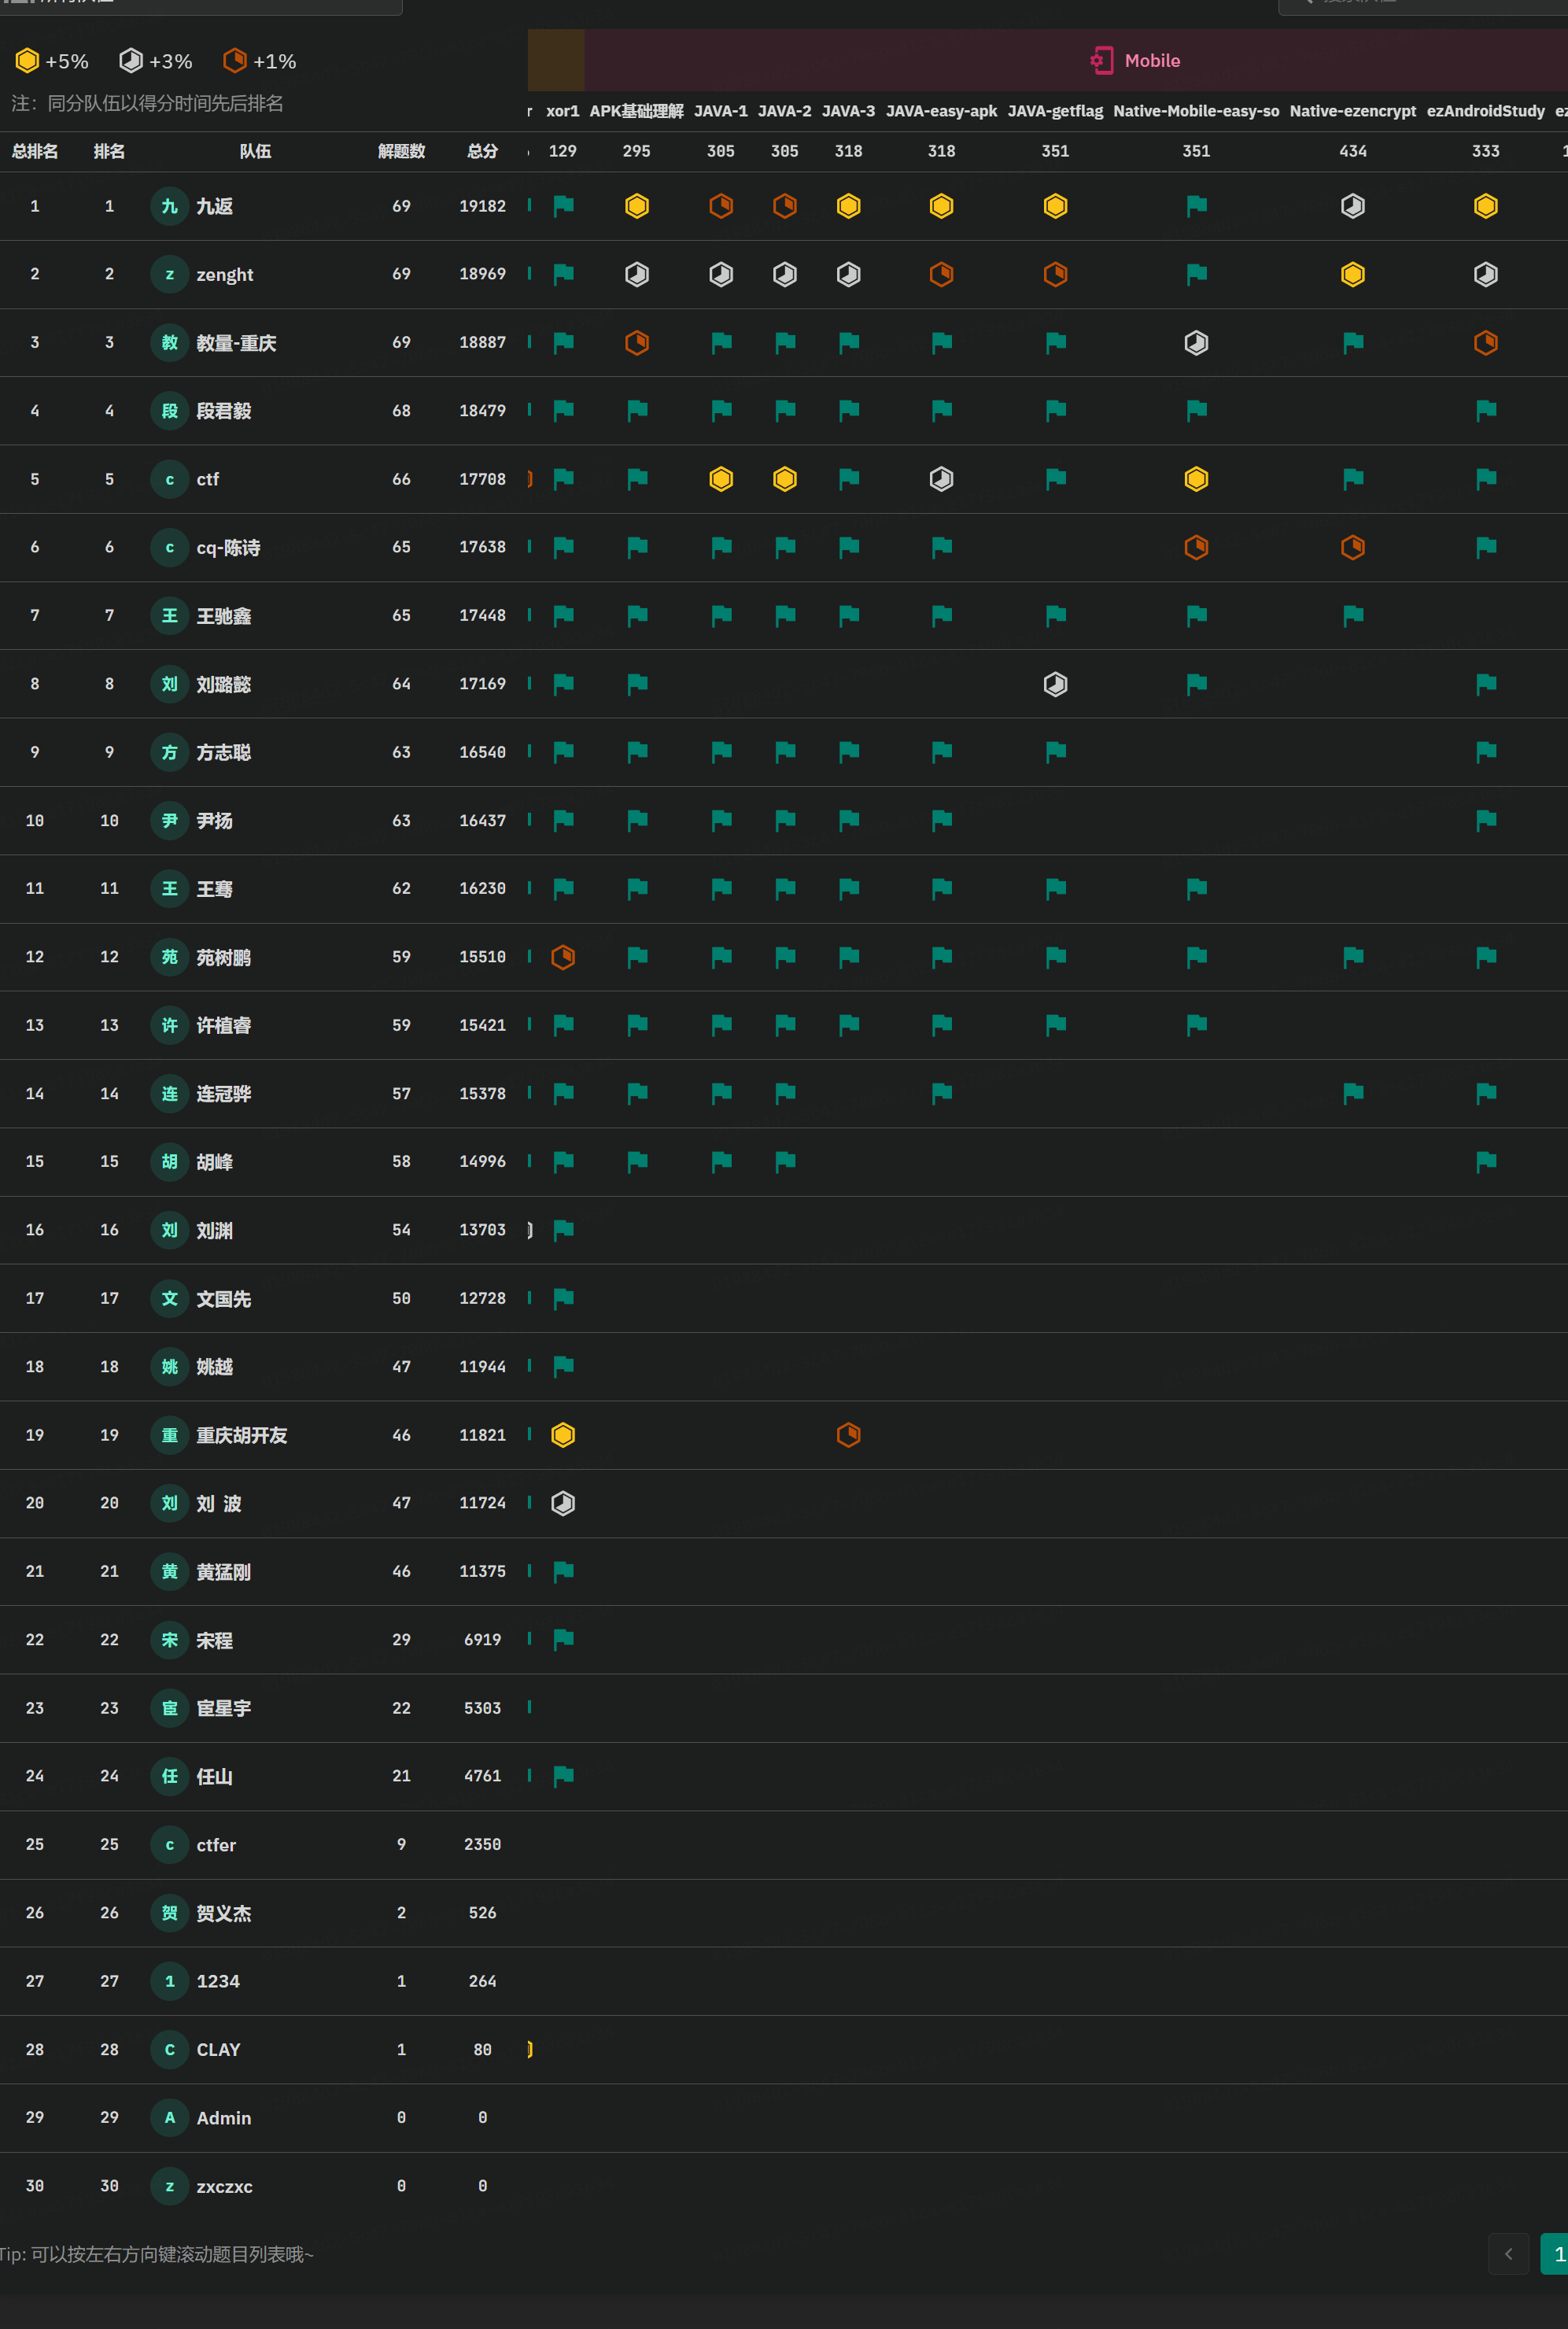 +5% +3% +1% Mobile
注：同分队伍以得分时间先后排名
xor1 APK基础理解 JAVA-1 JAVA-2 JAVA-3 JAVA-easy-apk JAVA-getflag Native-Mobile-easy-so Native-ezencrypt ezAndroidStudy
总排名 排名 队伍 解题数 总分 129 295 305 305 318 318 351 351 434 333
1 1 九 九返 69 19182
2 2 z zenght 69 18969
3 3 教 教量-重庆 69 18887
4 4 段 段君毅 68 18479
5 5 c ctf 66 17708
6 6 c cq-陈诗 65 17638
7 7 王 王驰鑫 65 17448
8 8 刘 刘璐懿 64 17169
9 9 方 方志聪 63 16540
10 10 尹 尹扬 63 16437
11 11 王 王骞 62 16230
12 12 苑 苑树鹏 59 15510
13 13 许 许植睿 59 15421
14 14 连 连冠骅 57 15378
15 15 胡 胡峰 58 14996
16 16 刘 刘渊 54 13703
17 17 文 文国先 50 12728
18 18 姚 姚越 47 11944
19 19 重 重庆胡开友 46 11821
20 20 刘 刘 波 47 11724
21 21 黄 黄猛刚 46 11375
22 22 宋 宋程 29 6919
23 23 宦 宦星宇 22 5303
24 24 任 任山 21 4761
25 25 c ctfer 9 2350
26 26 贺 贺义杰 2 526
27 27 1 1234 1 264
28 28 C CLAY 1 80
29 29 A Admin 0 0
30 30 z zxczxc 0 0
Tip: 可以按左右方向键滚动题目列表哦~ 1